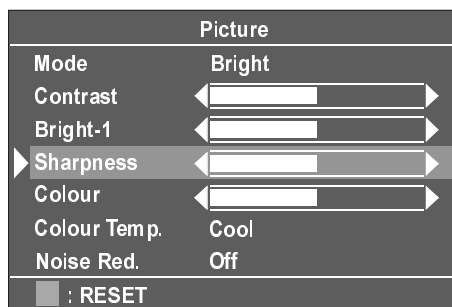 Picture
Mode Bright
Contrast
Bright-1
Sharpness
Colour
Colour Temp. Cool
Noise Red. Off
: RESET